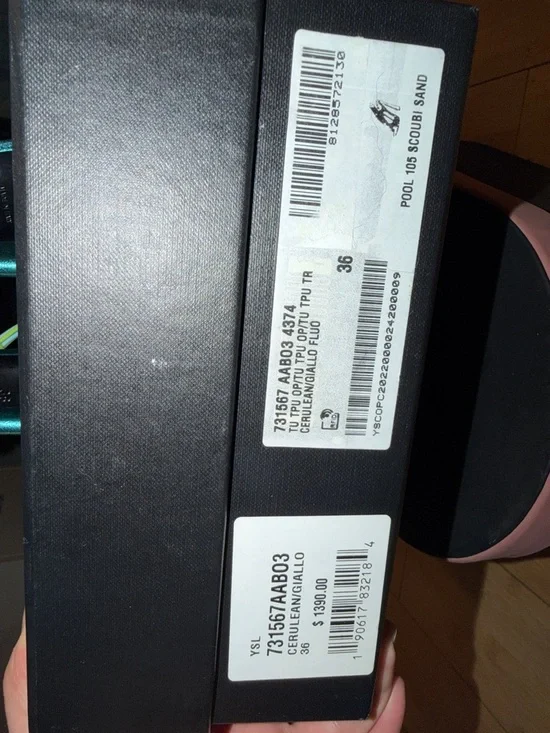 8128572130
POOL 105 SCOUBI SAND
731567 AAB03 4374
TU TPU OP/TU TPU OP/TU TPU TR
CERULEAN/GIALLO FLUO
36
YSCOPC2022000024200009
YSL
731567AAB03
CERULEAN/GIALLO
36
$ 1390.00
1 90617 83218 4